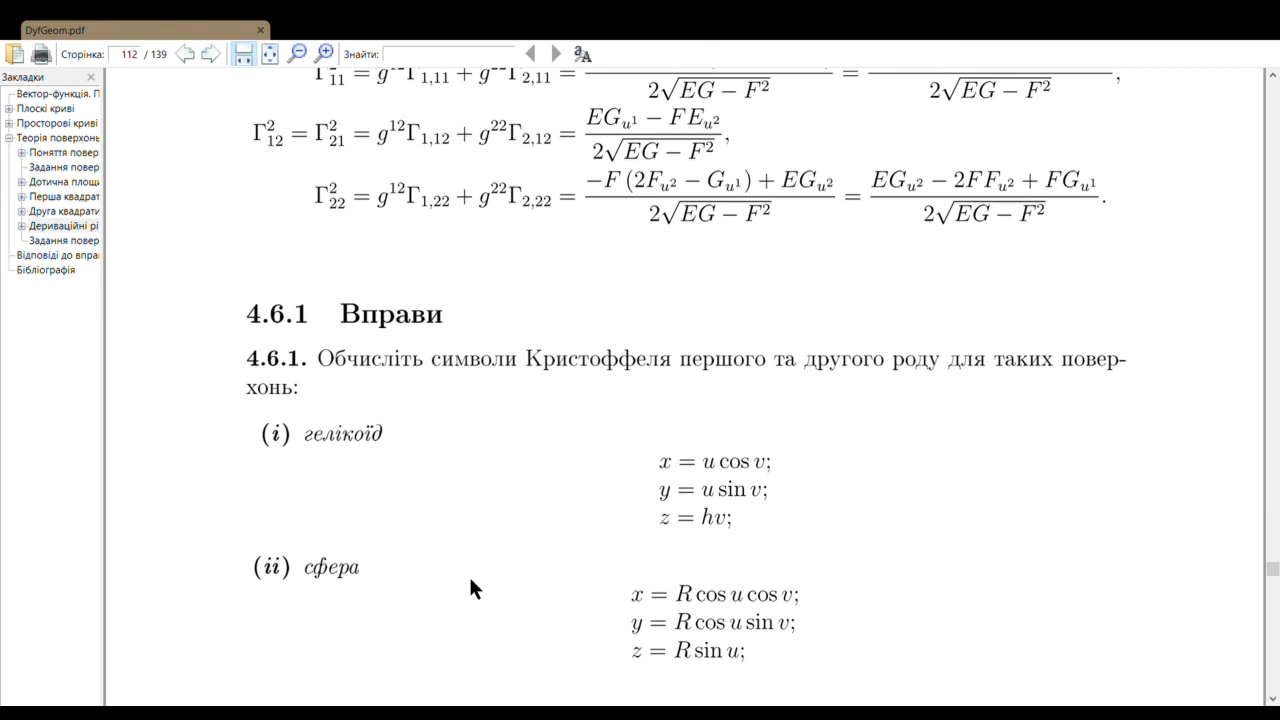 DyfGeom.pdf
Сторінка: 112 / 139 Знайти:
Закладки
Вектор-функція. П
Плоскі криві
Просторові криві
Теорія поверхонь
Поняття повер
Задання повер
Дотична площи
Перша квадрат
Друга квадрати
Дериваційні рі
Задання повер
Відповіді до впра
Бібліографія
2√(EG − F²) = 2√(EG − F²) ,
Γ²₁₂ = Γ²₂₁ = g¹²Γ₁,₁₂ + g²²Γ₂,₁₂ = (EG_{u¹} − FE_{u²}) / (2√(EG − F²)),
Γ²₂₂ = g¹²Γ₁,₂₂ + g²²Γ₂,₂₂ = (−F (2F_{u²} − G_{u¹}) + EG_{u²}) / (2√(EG − F²)) = (EG_{u²} − 2FF_{u²} + FG_{u¹}) / (2√(EG − F²)).
4.6.1 Вправи
4.6.1. Обчисліть символи Кристоффеля першого та другого роду для таких повер-
хонь:
(i) гелікоїд
x = u cos v;
y = u sin v;
z = hv;
(ii) сфера
x = R cos u cos v;
y = R cos u sin v;
z = R sin u;